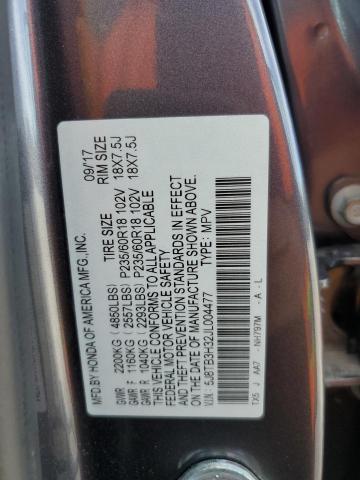 MFD.BY HONDA OF AMERICA MFG.,INC. 09/'17
TIRE SIZE RIM SIZE
GVWR 2200KG (4850LBS) P235/60R18 102V 18X7.5J
GAWR F 1160KG (2557LBS) P235/60R18 102V 18X7.5J
GAWR R 1040KG (2293LBS)
THIS VEHICLE CONFORMS TO ALL APPLICABLE
FEDERAL MOTOR VEHICLE SAFETY, BUMPER, AND
THEFT PREVENTION STANDARDS IN EFFECT
ON THE DATE OF MANUFACTURE SHOWN ABOVE.
V.I.N.: 5J8TB3H32JL004477 TYPE: MPV
TX5 J AA7 - NH797M - A - L